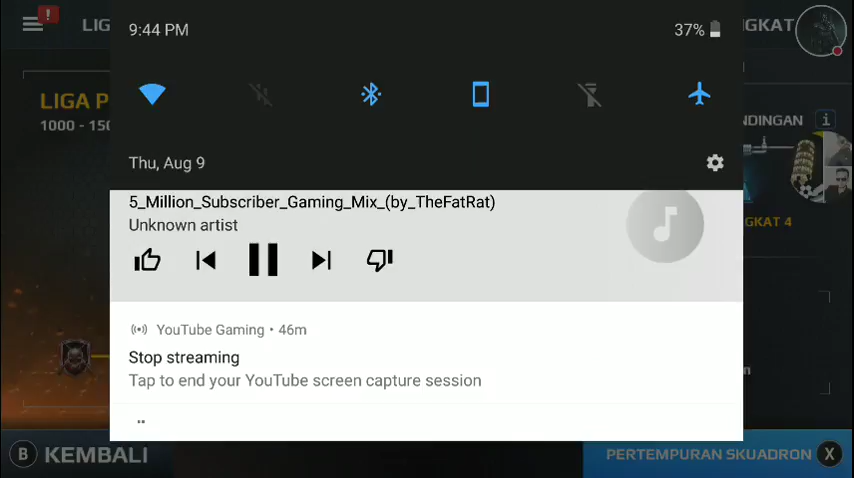 LIG
9:44 PM
37%
GKAT
LIGA P
1000 - 150
NDINGAN i
Thu, Aug 9
5_Million_Subscriber_Gaming_Mix_(by_TheFatRat)
Unknown artist
GKAT 4
YouTube Gaming • 46m
Stop streaming
Tap to end your YouTube screen capture session
B KEMBALI
PERTEMPURAN SKUADRON X